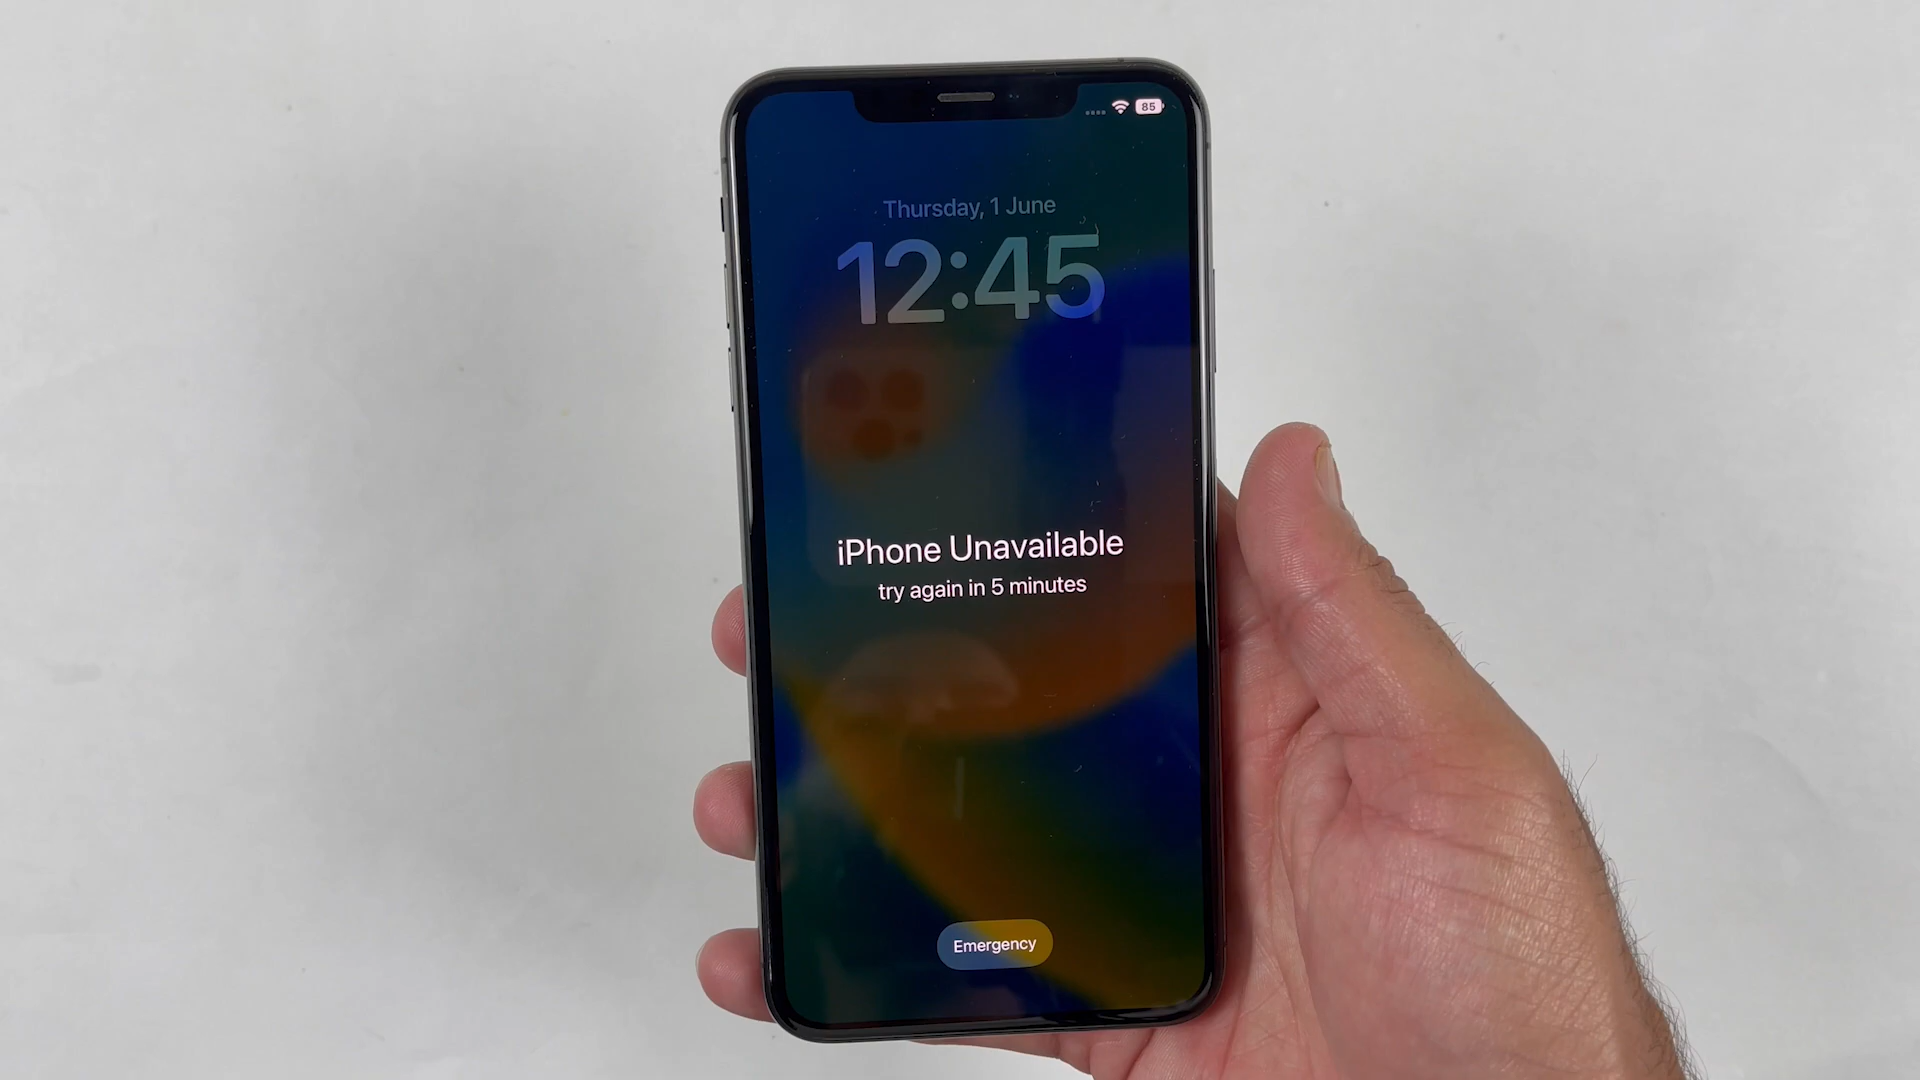 85
Thursday, 1 June
12:45
iPhone Unavailable
try again in 5 minutes
Emergency